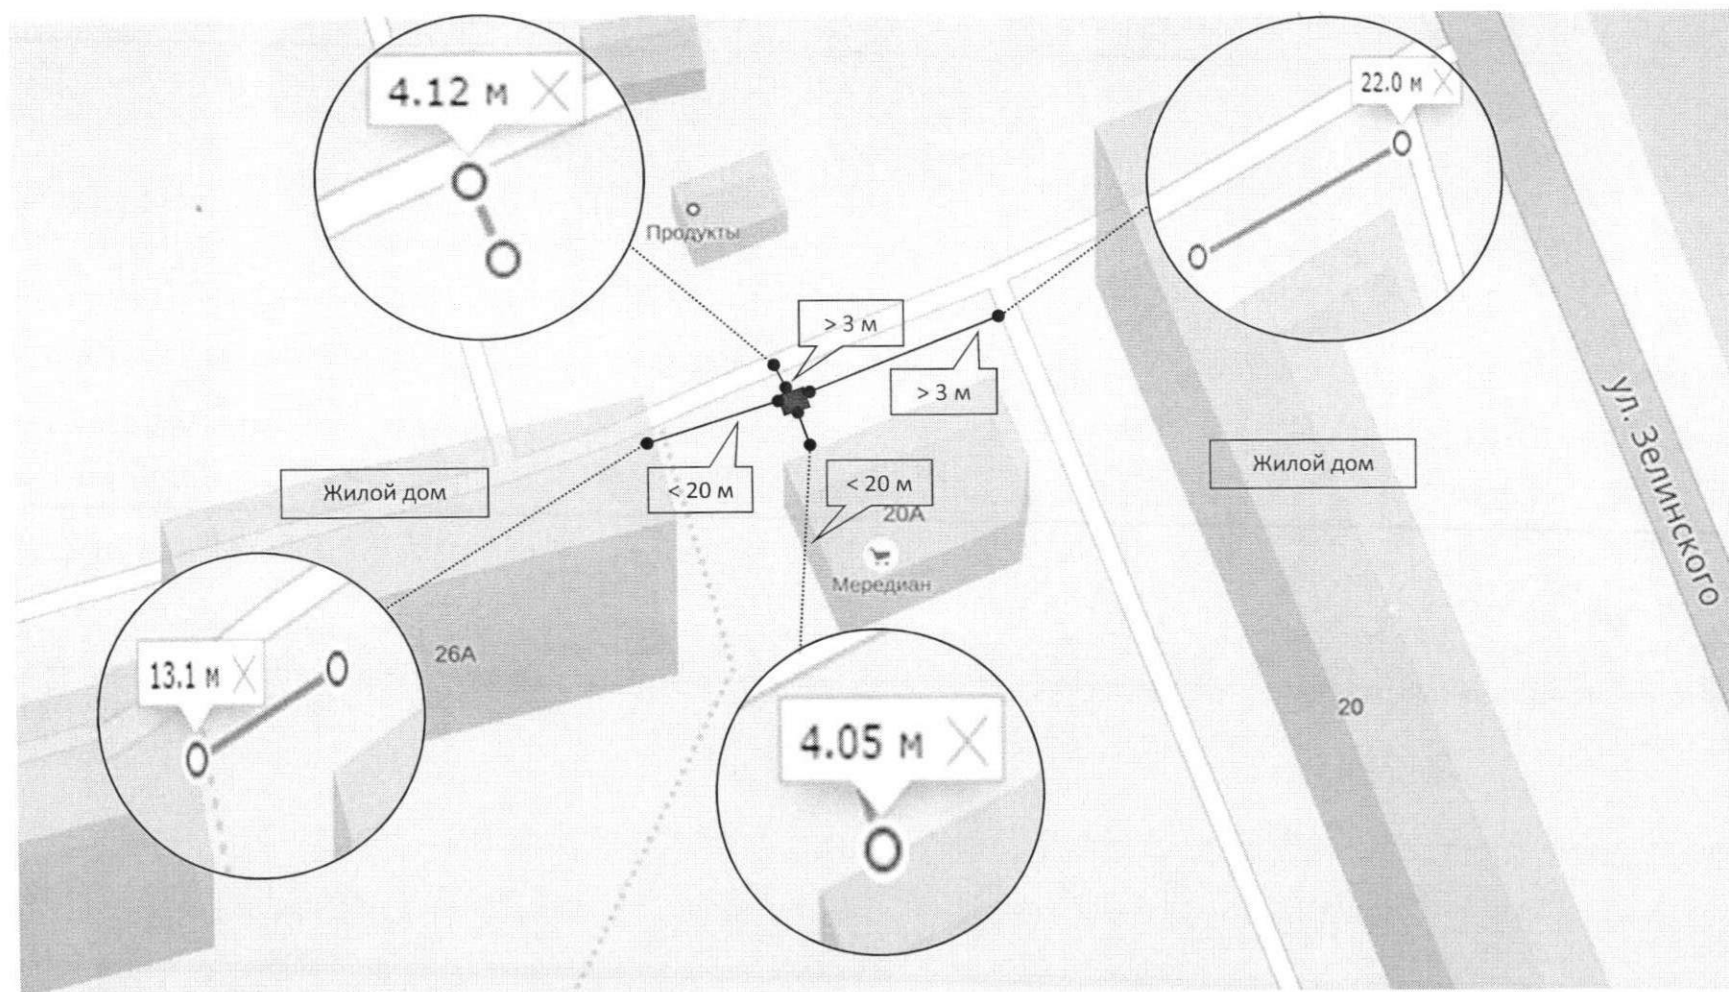 4.12 м
22.0 м
Продукты
> 3 м
> 3 м
Жилой дом
< 20 м
< 20 м
Жилой дом
20А
Мередиан
ул. Зелинского
13.1 м
26А
4.05 м
20